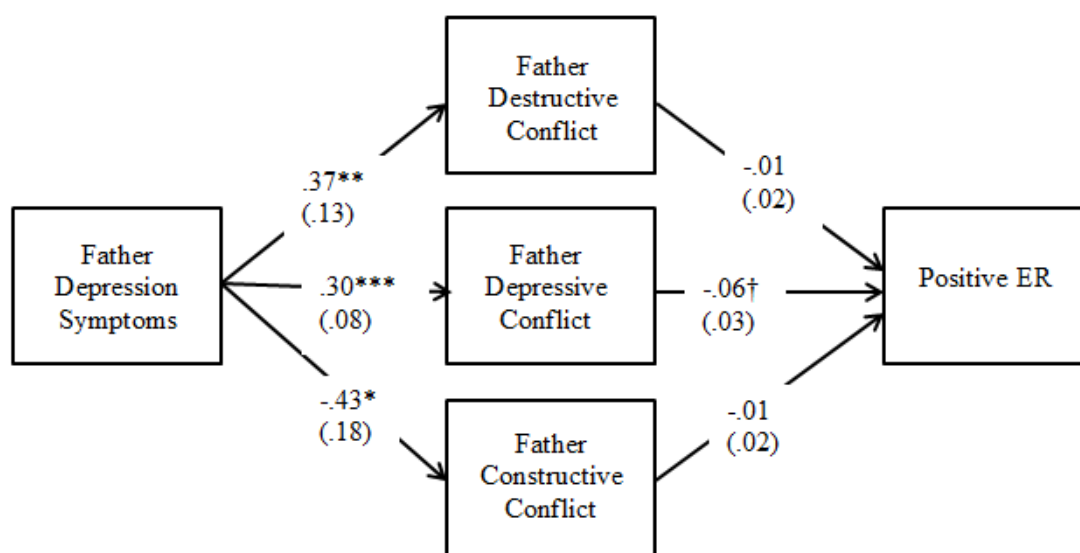 Father
Destructive
Conflict
.37**
(.13)
-.01
(.02)
Father
Depression
Symptoms
.30***
(.08)
Father
Depressive
Conflict
-.06†
(.03)
Positive ER
-.43*
(.18)
Father
Constructive
Conflict
-.01
(.02)